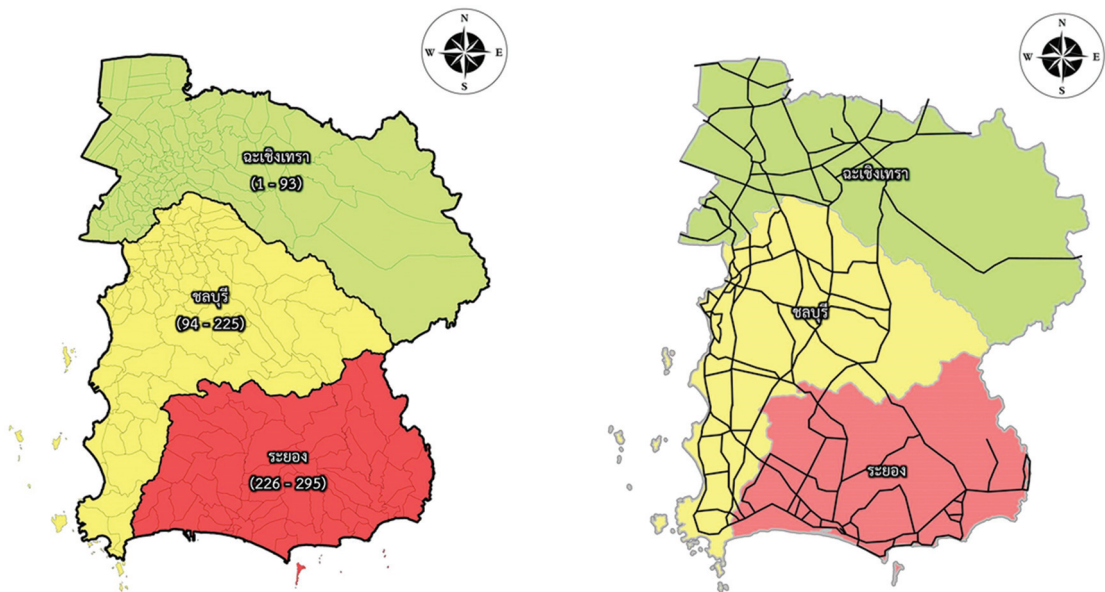 N
W E
S
ฉะเชิงเทรา
(1 - 93)
ชลบุรี
(94 - 225)
ระยอง
(226 - 295)
N
W E
S
ฉะเชิงเทรา
ชลบุรี
ระยอง